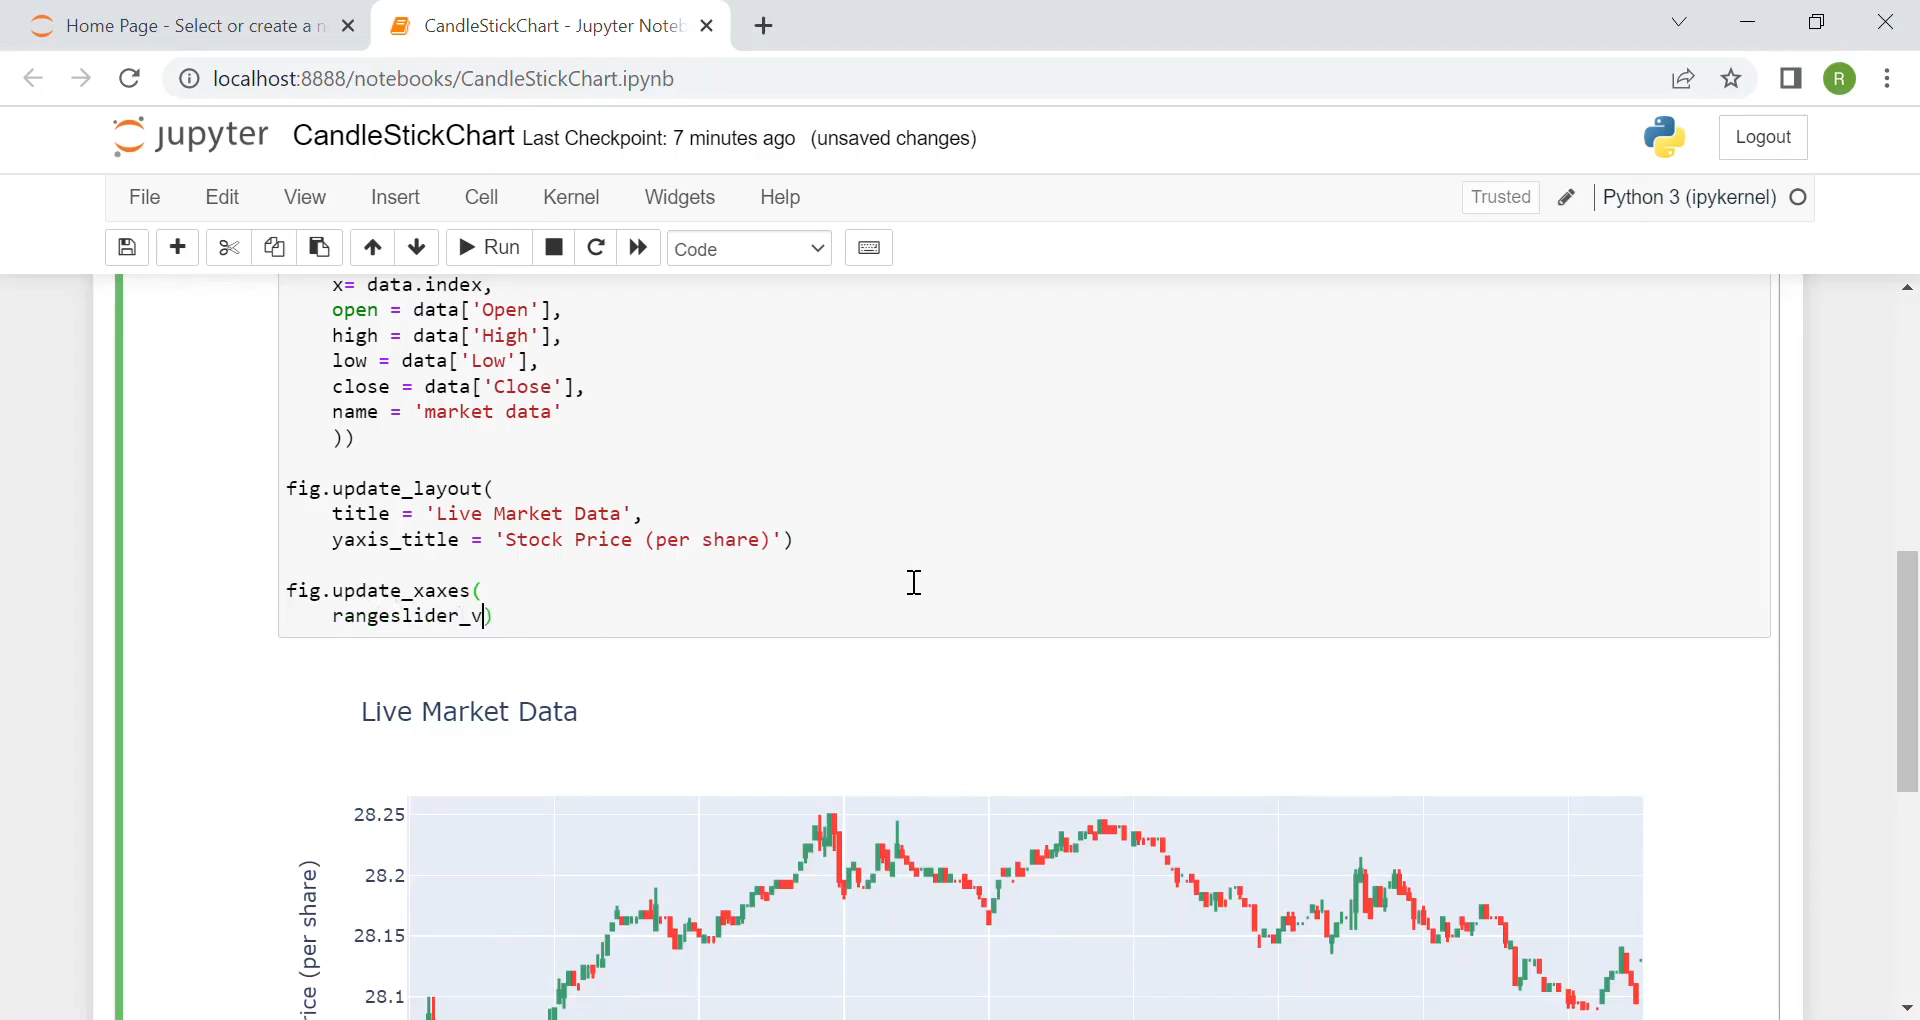 Home Page - Select or create a n
CandleStickChart - Jupyter Noteb
localhost:8888/notebooks/CandleStickChart.ipynb
R
jupyter CandleStickChart Last Checkpoint: 7 minutes ago (unsaved changes)
Logout
File Edit View Insert Cell Kernel Widgets Help
Trusted
Python 3 (ipykernel)
Run
Code
x= data.index,
open = data['Open'],
high = data['High'],
low = data['Low'],
close = data['Close'],
name = 'market data'
))
fig.update_layout(
title = 'Live Market Data',
yaxis_title = 'Stock Price (per share)')
fig.update_xaxes(
rangeslider_v)
Live Market Data
28.25
28.2
28.15
28.1
rice (per share)